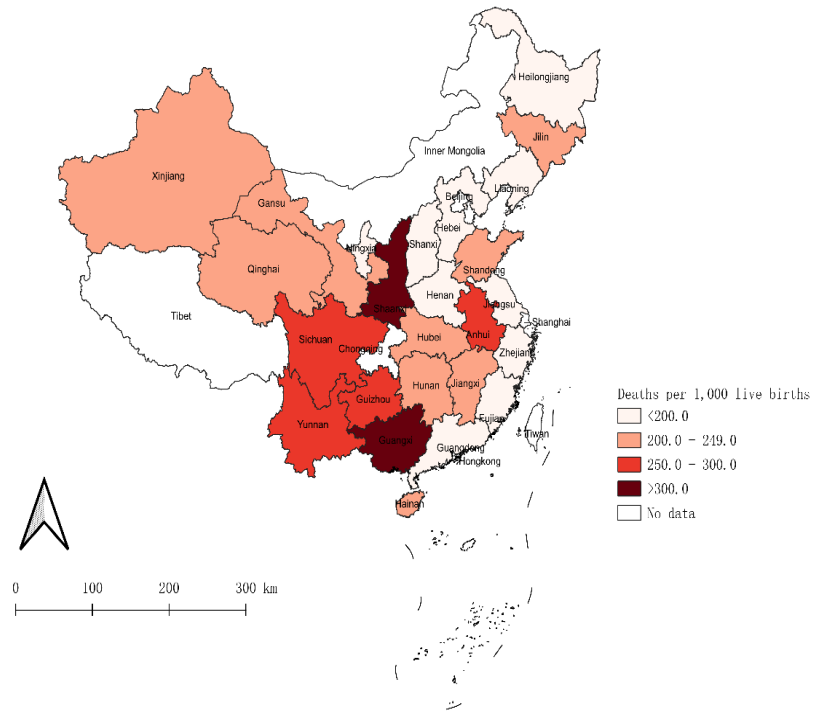 Heilongjiang
Jilin
Inner Mongolia
Liaoning
Beijing
Xinjiang
Gansu
Hebei
Shanxi
Ningxia
Qinghai
Shandong
Henan
Jiangsu
Shaanxi
Tibet
Shanghai
Anhui
Sichuan
Hubei
Chongqing
Zhejiang
Hunan
Jiangxi
Guizhou
Fujian
Yunnan
Tiwan
Guangxi
Guangdong
Hongkong
Hainan
Deaths per 1,000 live births
<200.0
200.0 - 249.0
250.0 - 300.0
>300.0
No data
0 100 200 300 km